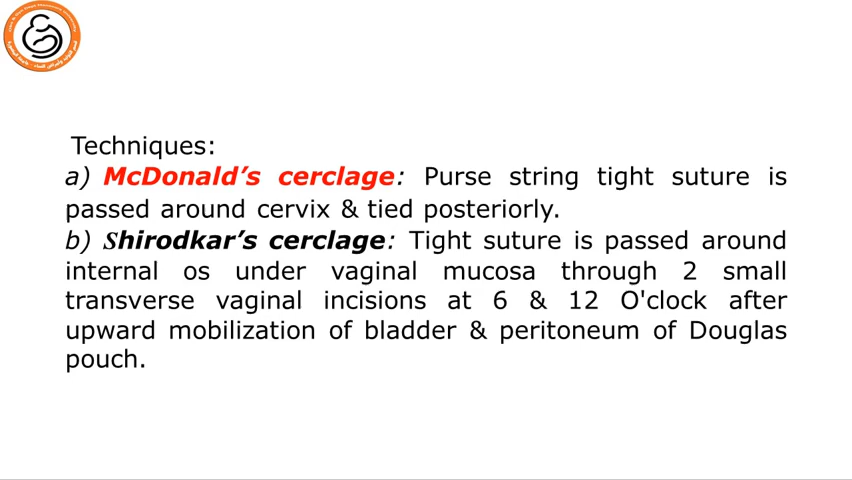 Techniques:
a) McDonald’s cerclage: Purse string tight suture is
passed around cervix & tied posteriorly.
b) Shirodkar’s cerclage: Tight suture is passed around
internal os under vaginal mucosa through 2 small
transverse vaginal incisions at 6 & 12 O'clock after
upward mobilization of bladder & peritoneum of Douglas
pouch.